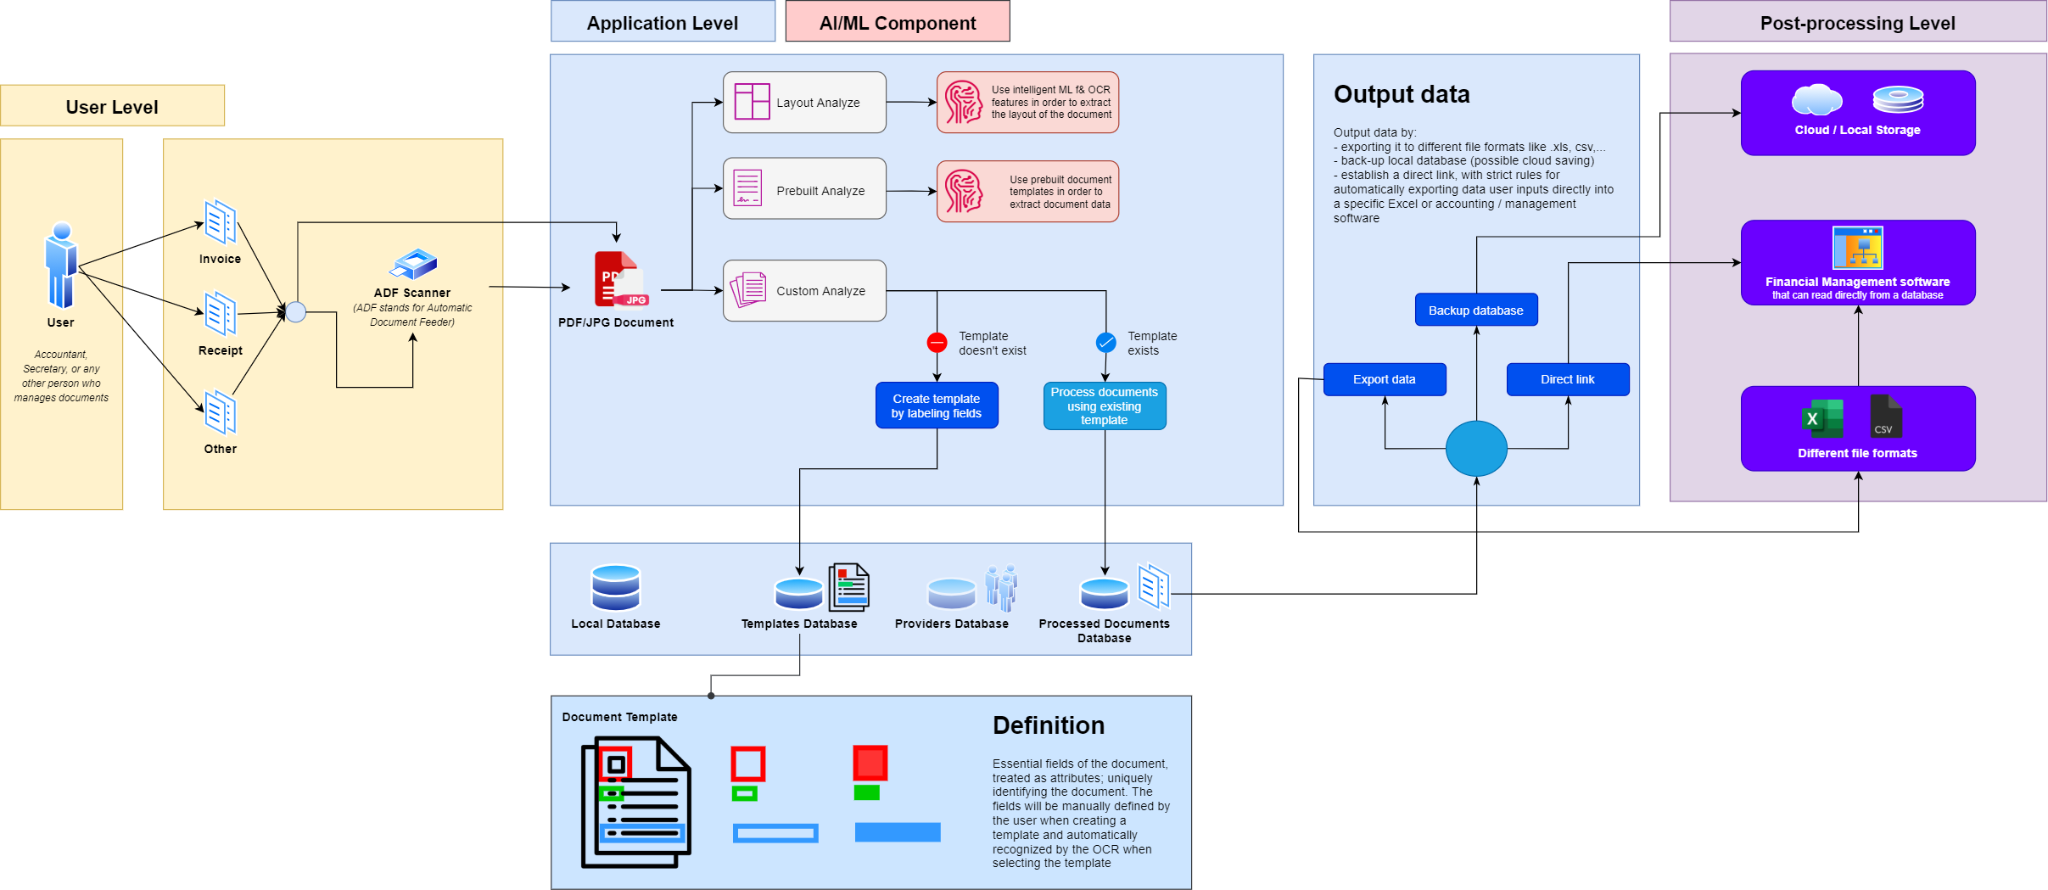 Application Level
AI/ML Component
Post-processing Level
User Level
User
Accountant,
Secretary, or any
other person who
manages documents
Invoice
Receipt
Other
ADF Scanner
(ADF stands for Automatic
Document Feeder)
PDF
JPG
PDF/JPG Document
Layout Analyze
Use intelligent ML f& OCR
features in order to extract
the layout of the document
Prebuilt Analyze
Use prebuilt document
templates in order to
extract document data
Custom Analyze
Template
doesn't exist
Template
exists
Create template
by labeling fields
Process documents
using existing
template
Local Database
Templates Database
Providers Database
Processed Documents
Database
Document Template
Definition
Essential fields of the document,
treated as attributes; uniquely
identifying the document. The
fields will be manually defined by
the user when creating a
template and automatically
recognized by the OCR when
selecting the template
Output data
Output data by:
- exporting it to different file formats like .xls, csv,...
- back-up local database (possible cloud saving)
- establish a direct link, with strict rules for
automatically exporting data user inputs directly into
a specific Excel or accounting / management
software
Backup database
Export data
Direct link
Cloud / Local Storage
Financial Management software
that can read directly from a database
X
CSV
Different file formats